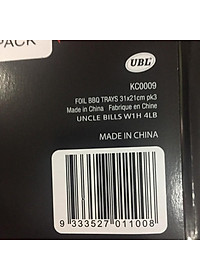 PACK
UBL
KC0009
FOIL BBQ TRAYS 31x21cm pk3
Made in China Fabrique en Chine
UNCLE BILLS W1H 4LB
MADE IN CHINA
9 333527 011008